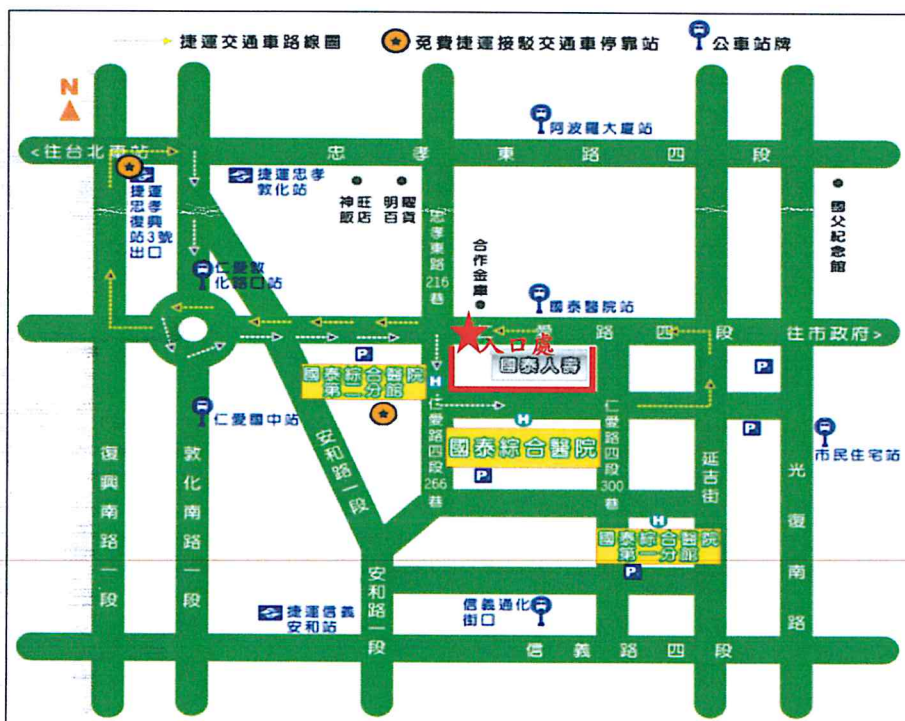 捷運交通車路線圖
免費捷運接駁交通車停靠站
公車站牌
N
阿波羅大廈站
<往台北車站
忠孝東路四段
捷運忠孝復興站3號出口
捷運忠孝
敦化站
神旺飯店
明曜百貨
忠孝東路216巷
合作金庫
國父紀念館
仁愛敦
化路口站
國泰醫院站
仁愛路四段
往市政府>
入口處
國泰人壽
P
國泰綜合醫院
第二分館
H
P
仁愛國中站
仁愛路四段266巷
H
國泰綜合醫院
P
仁愛路四段300巷
P
市民住宅站
復興南路一段
敦化南路一段
安和路一段
延吉街
光復南路
H
國泰綜合醫院
第一分館
P
安和路一段
捷運信義
安和站
信義通化
街口
信義路四段